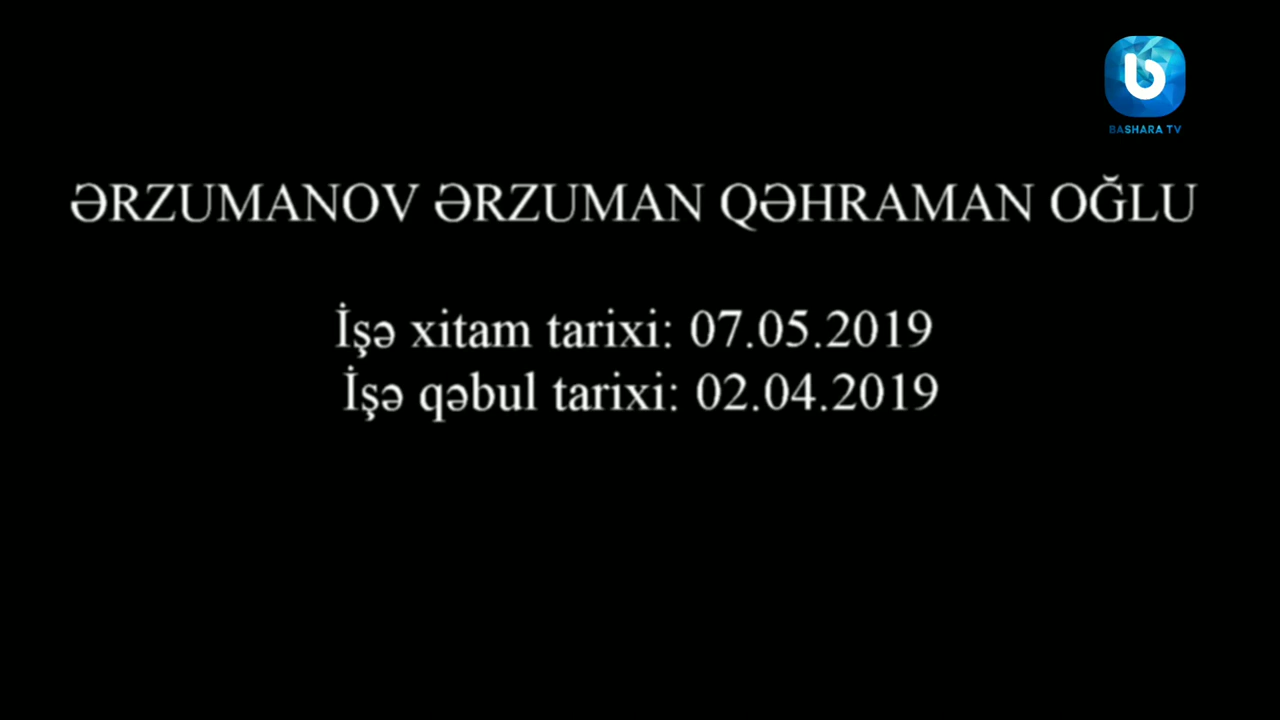 BASHARA TV
ƏRZUMANOV ƏRZUMAN QƏHRAMAN OĞLU
İşə xitam tarixi: 07.05.2019
İşə qəbul tarixi: 02.04.2019